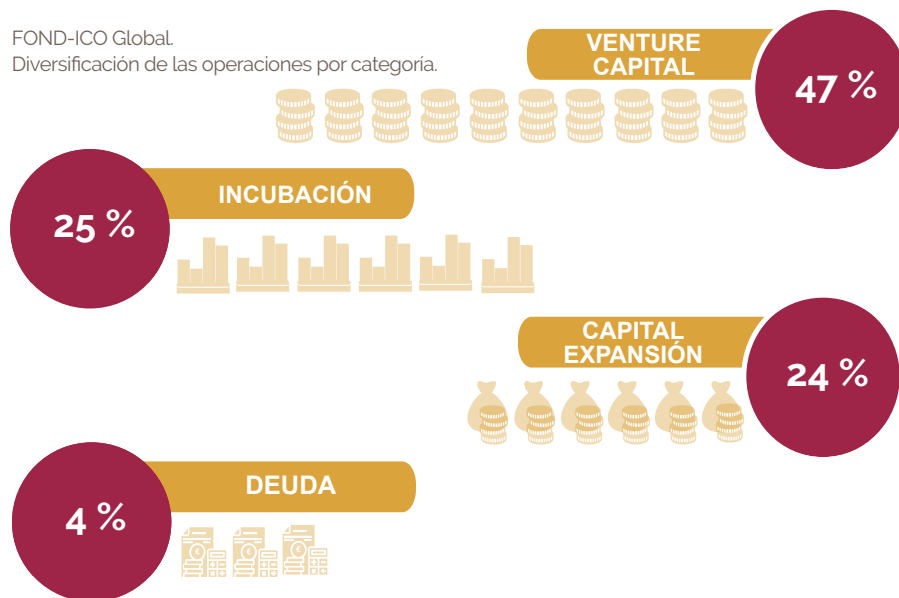 FOND-ICO Global.
Diversificación de las operaciones por categoría.
VENTURE
CAPITAL
47 %
INCUBACIÓN
25 %
CAPITAL
EXPANSIÓN
24 %
DEUDA
4 %